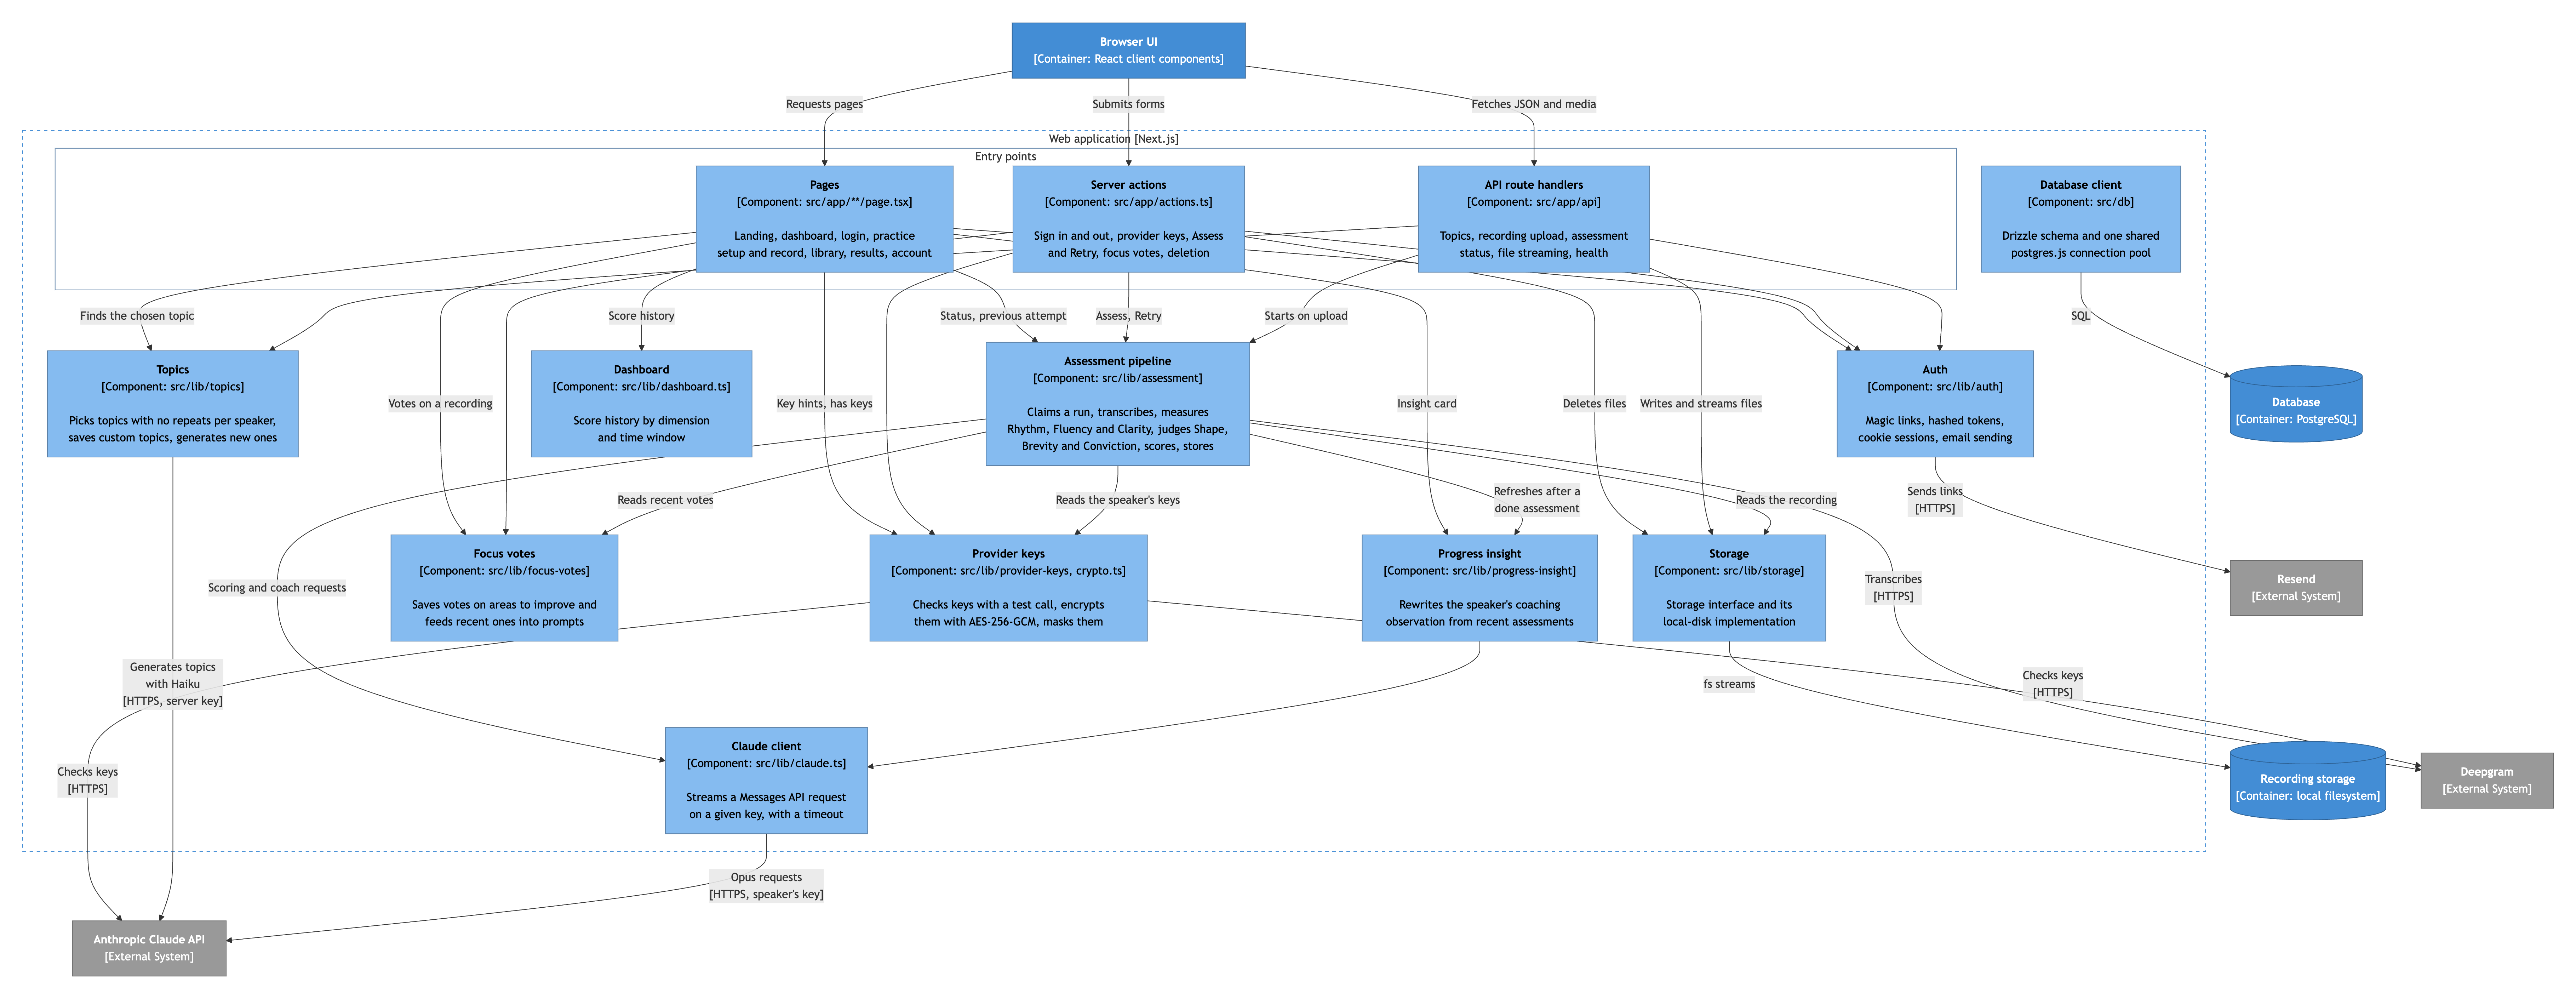 Browser UI
[Container: React client components]
Requests pages
Submits forms
Fetches JSON and media
Web application [Next.js]
Entry points
Pages
[Component: src/app/**/page.tsx]
Landing, dashboard, login, practice
setup and record, library, results, account
Server actions
[Component: src/app/actions.ts]
Sign in and out, provider keys, Assess
and Retry, focus votes, deletion
API route handlers
[Component: src/app/api]
Topics, recording upload, assessment
status, file streaming, health
Database client
[Component: src/db]
Drizzle schema and one shared
postgres.js connection pool
Finds the chosen topic
Score history
Status, previous attempt
Assess, Retry
Starts on upload
SQL
Topics
[Component: src/lib/topics]
Picks topics with no repeats per speaker,
saves custom topics, generates new ones
Dashboard
[Component: src/lib/dashboard.ts]
Score history by dimension
and time window
Assessment pipeline
[Component: src/lib/assessment]
Claims a run, transcribes, measures
Rhythm, Fluency and Clarity, judges Shape,
Brevity and Conviction, scores, stores
Auth
[Component: src/lib/auth]
Magic links, hashed tokens,
cookie sessions, email sending
Database
[Container: PostgreSQL]
Votes on a recording
Key hints, has keys
Insight card
Deletes files
Writes and streams files
Reads recent votes
Reads the speaker's keys
Refreshes after a
done assessment
Reads the recording
Sends links
[HTTPS]
Focus votes
[Component: src/lib/focus-votes]
Saves votes on areas to improve and
feeds recent ones into prompts
Provider keys
[Component: src/lib/provider-keys, crypto.ts]
Checks keys with a test call, encrypts
them with AES-256-GCM, masks them
Progress insight
[Component: src/lib/progress-insight]
Rewrites the speaker's coaching
observation from recent assessments
Storage
[Component: src/lib/storage]
Storage interface and its
local-disk implementation
Resend
[External System]
Scoring and coach requests
Transcribes
[HTTPS]
Generates topics
with Haiku
[HTTPS, server key]
fs streams
Checks keys
[HTTPS]
Claude client
[Component: src/lib/claude.ts]
Streams a Messages API request
on a given key, with a timeout
Checks keys
[HTTPS]
Recording storage
[Container: local filesystem]
Deepgram
[External System]
Opus requests
[HTTPS, speaker's key]
Anthropic Claude API
[External System]